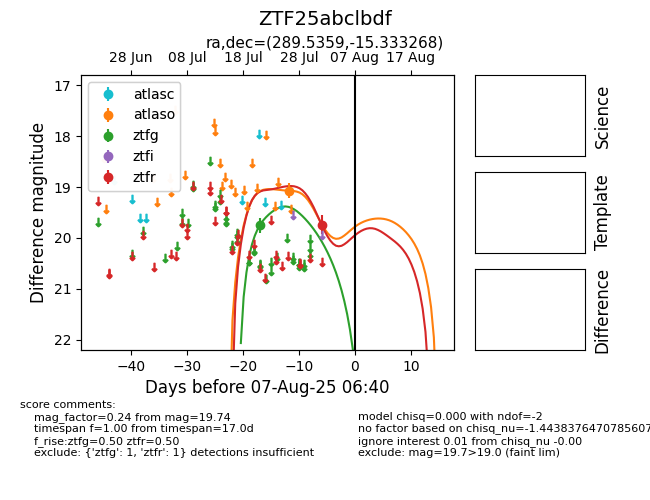 ZTF25abclbdf
ra,dec=(289.5359,-15.333268)
28 Jun 08 Jul 18 Jul 28 Jul 07 Aug 17 Aug
17
18
19
20
21
22
Difference magnitude
atlasc
atlaso
ztfg
ztfi
ztfr
−40 −30 −20 −10 0 10
Days before 07-Aug-25 06:40
Science
Template
Difference
score comments:
mag_factor=0.24 from mag=19.74
timespan f=1.00 from timespan=17.0d
f_rise:ztfg=0.50 ztfr=0.50
exclude: {'ztfg': 1, 'ztfr': 1} detections insufficient
model chisq=0.000 with ndof=-2
no factor based on chisq_nu=-1.4438376470785607
ignore interest 0.01 from chisq_nu -0.00
exclude: mag=19.7>19.0 (faint lim)